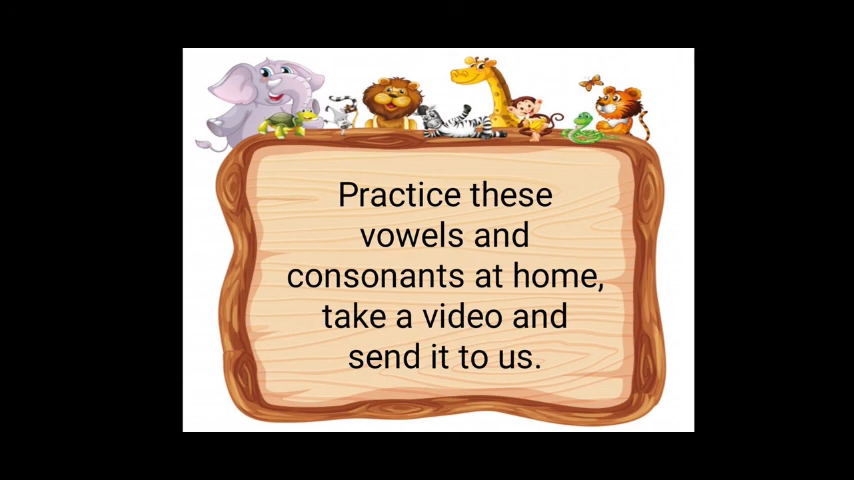 Practice these
vowels and
consonants at home,
take a video and
send it to us.